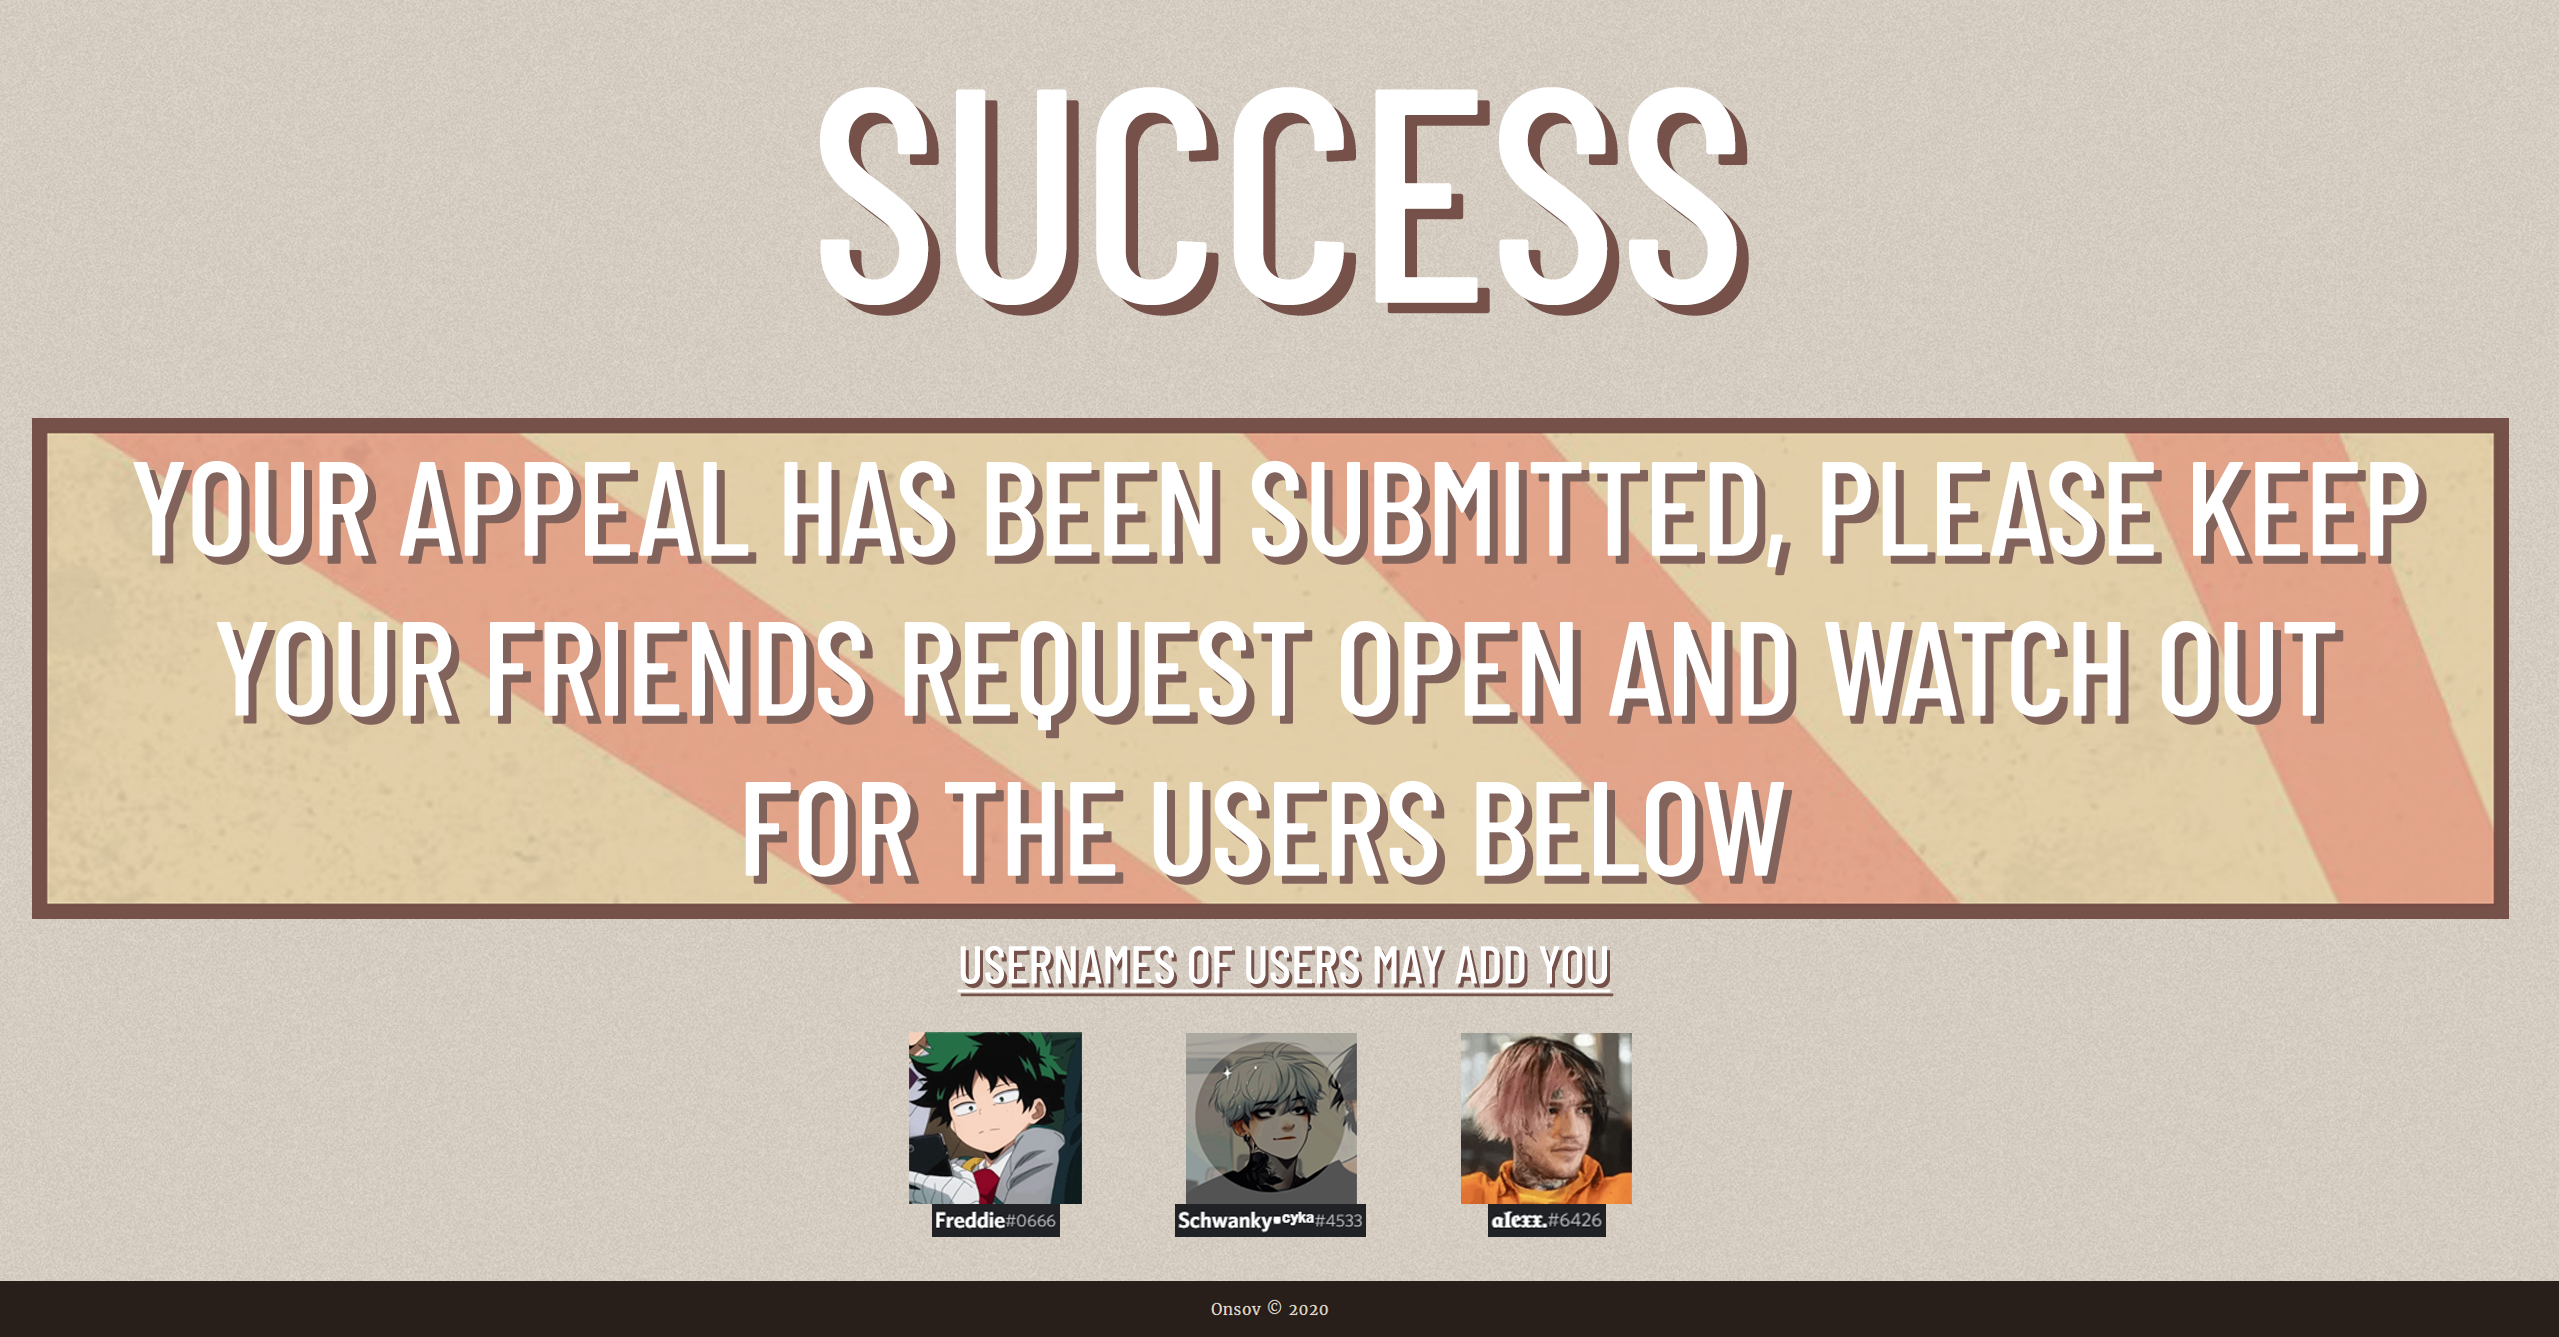 SUCCESS
YOUR APPEAL HAS BEEN SUBMITTED, PLEASE KEEP
YOUR FRIENDS REQUEST OPEN AND WATCH OUT
FOR THE USERS BELOW
USERNAMES OF USERS MAY ADD YOU
Freddie#0666
Schwanky▪cyka#4533
alexx.#6426
Onsov © 2020